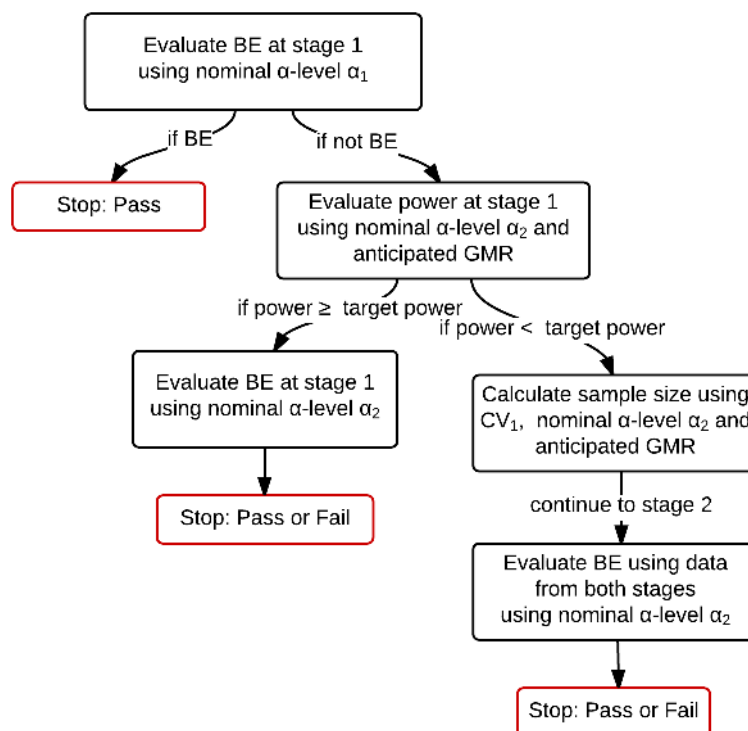 Evaluate BE at stage 1
using nominal α-level α₁
if BE
if not BE
Stop: Pass
Evaluate power at stage 1
using nominal α-level α₂ and
anticipated GMR
if power ≥ target power
if power < target power
Evaluate BE at stage 1
using nominal α-level α₂
Calculate sample size using
CV₁, nominal α-level α₂ and
anticipated GMR
Stop: Pass or Fail
continue to stage 2
Evaluate BE using data
from both stages
using nominal α-level α₂
Stop: Pass or Fail